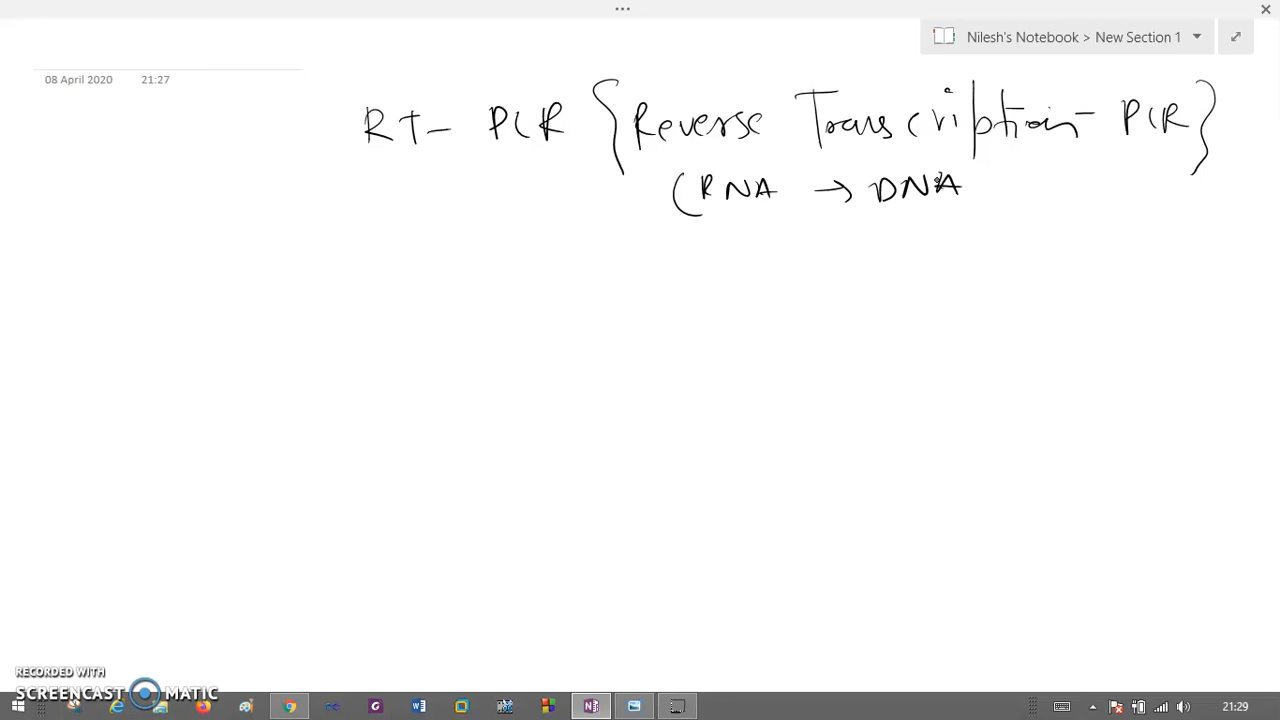 ...
Nilesh's Notebook > New Section 1
08 April 2020 21:27
RT- PCR {Reverse Transcription- PCR}
(RNA → DNA
RECORDED WITH
SCREENCAST MATIC
21:29